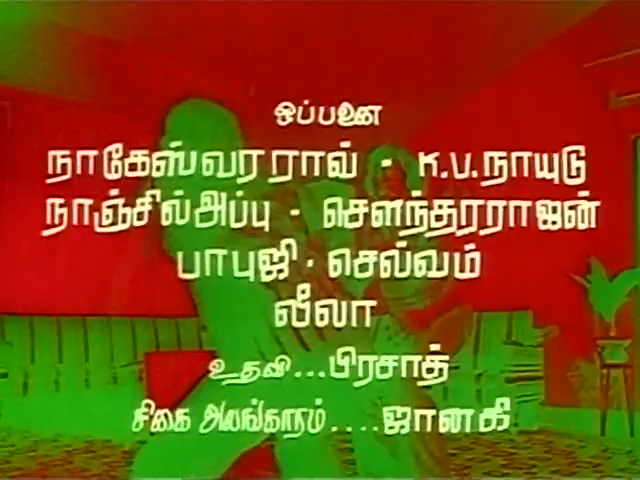 ஒப்பனை
நாகேஸ்வரராவ் - K.V.நாயுடு
நாஞ்சில்அப்பு - சௌந்தரராஜன்
பாபுஜி - செல்வம்
லீலா
உதவி...பிரசாத்
சிகை அலங்காரம்....ஜானகி